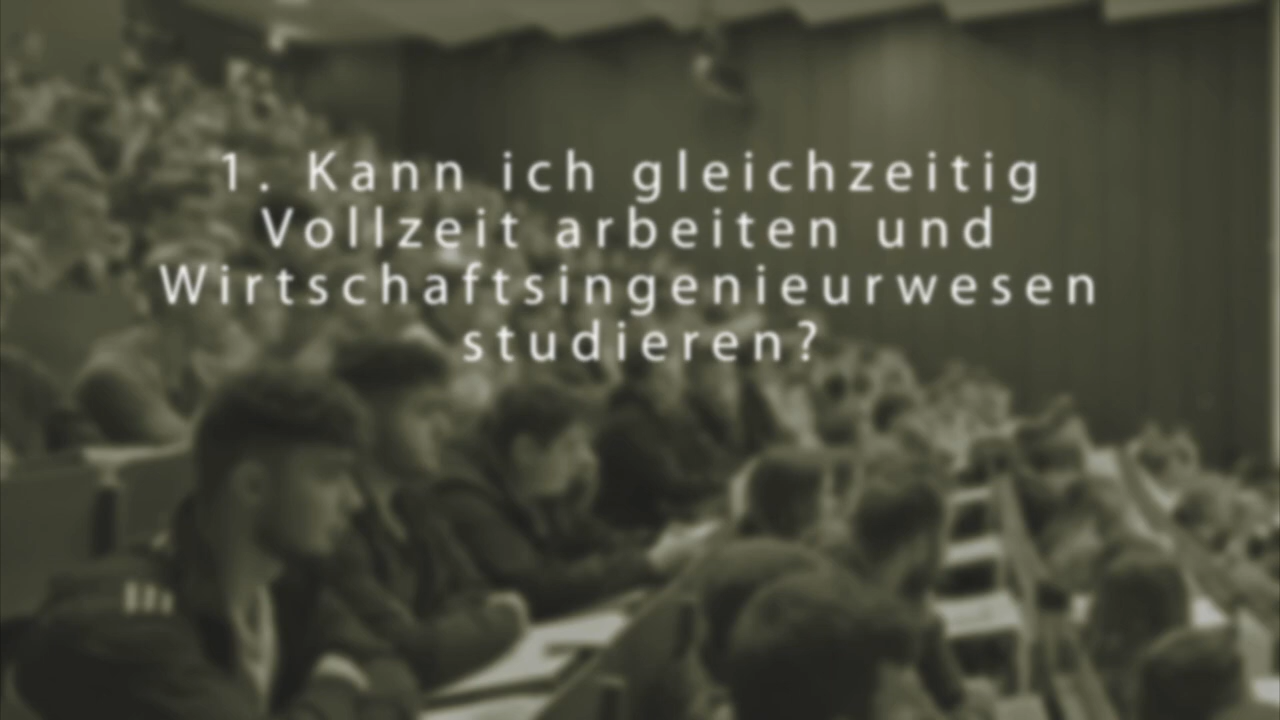 1. Kann ich gleichzeitig
Vollzeit arbeiten und
Wirtschaftsingenieurwesen
studieren?